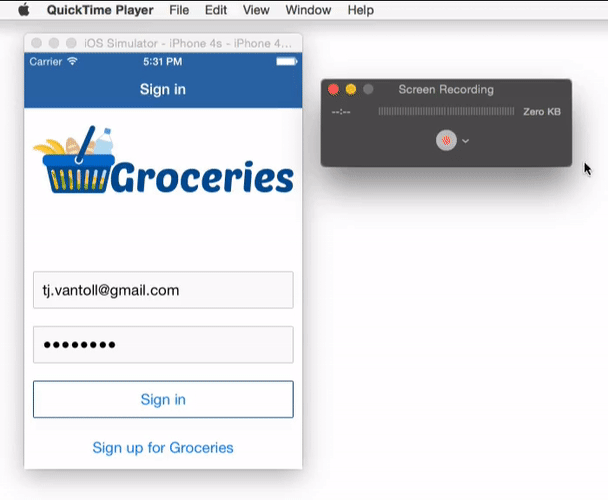 QuickTime Player File Edit View Window Help
iOS Simulator - iPhone 4s - iPhone 4...
Carrier 5:31 PM
Sign in
Groceries
tj.vantoll@gmail.com
••••••••
Sign in
Sign up for Groceries
Screen Recording
--:-- Zero KB